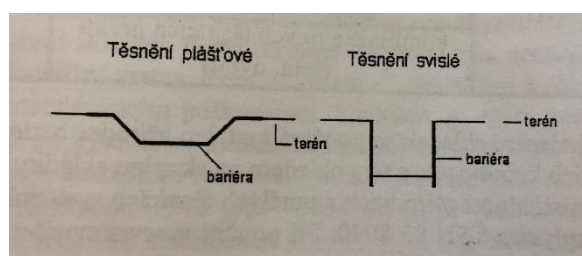 Těsnění plášťové
Těsnění svislé
terén
bariéra
terén
bariéra